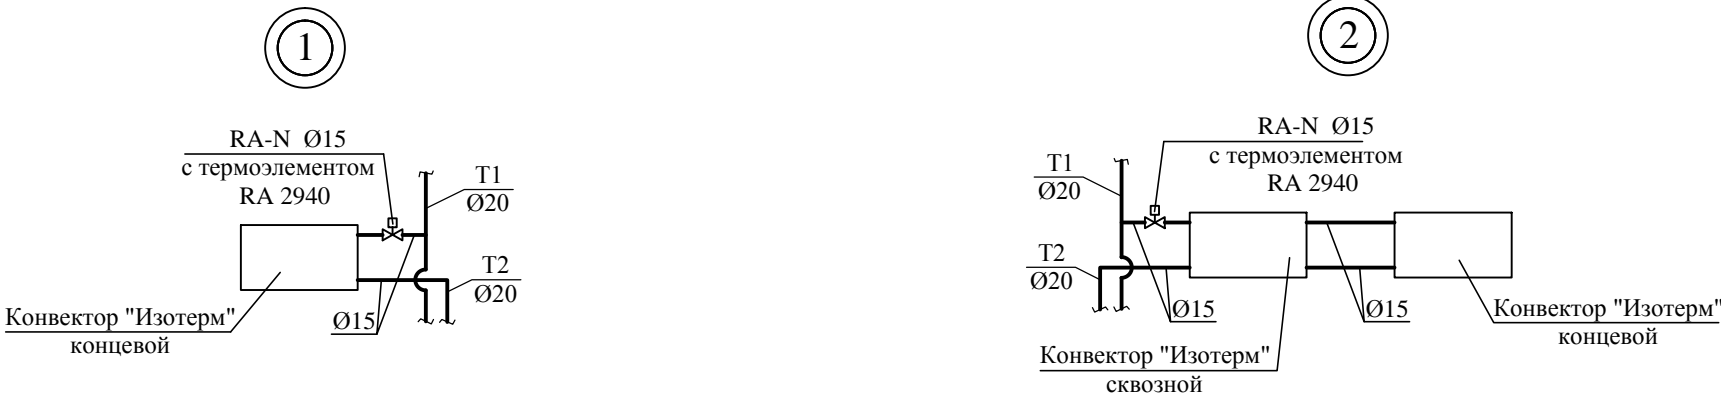 1
RA-N Ø15
с термоэлементом
RA 2940
T1
Ø20
T2
Ø20
Конвектор "Изотерм"
концевой
Ø15
2
RA-N Ø15
с термоэлементом
RA 2940
T1
Ø20
T2
Ø20
Ø15
Ø15
Конвектор "Изотерм"
сквозной
Конвектор "Изотерм"
концевой